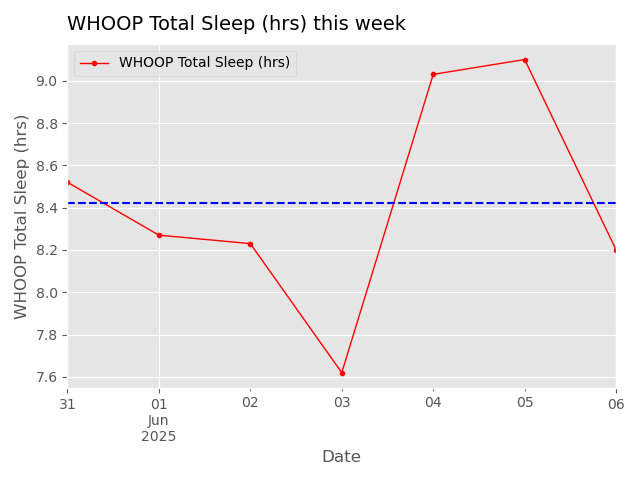 WHOOP Total Sleep (hrs) this week
WHOOP Total Sleep (hrs)
WHOOP Total Sleep (hrs)
9.0
8.8
8.6
8.4
8.2
8.0
7.8
7.6
31 01 02 03 04 05 06
Jun
2025
Date